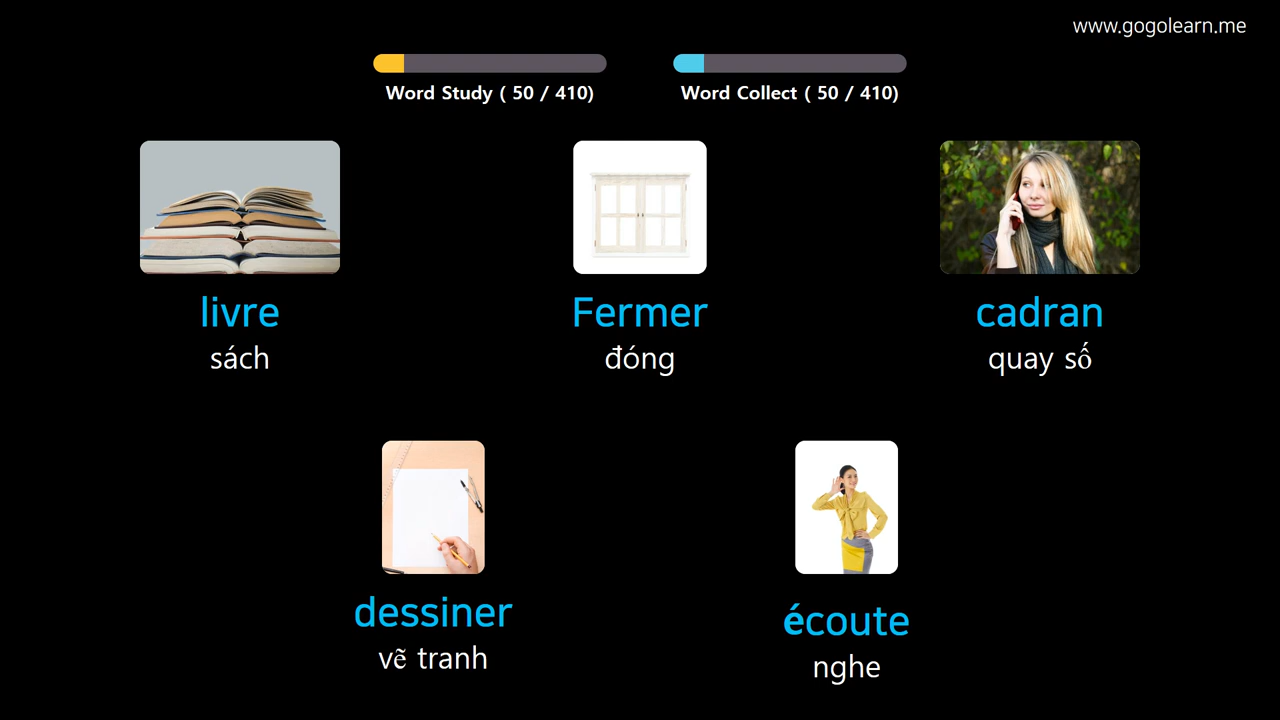 www.gogolearn.me
Word Study ( 50 / 410)
Word Collect ( 50 / 410)
livre
sách
Fermer
đóng
cadran
quay số
dessiner
vẽ tranh
écoute
nghe